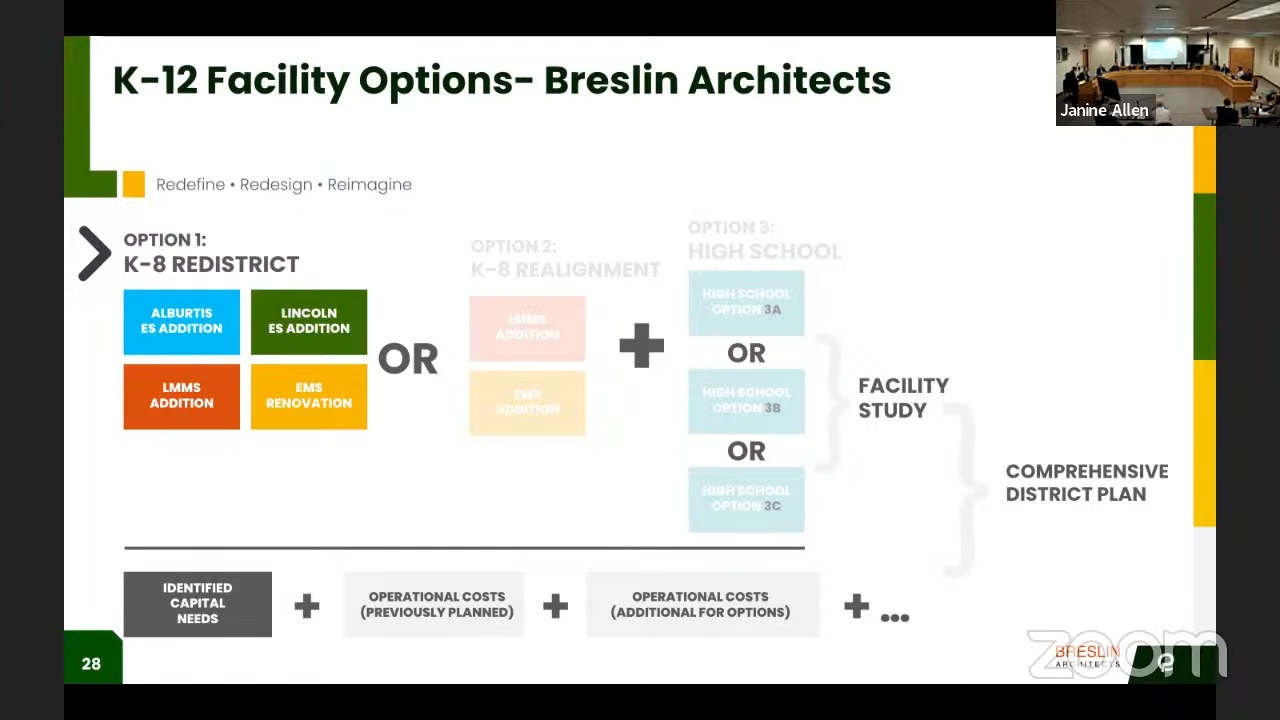 K-12 Facility Options- Breslin Architects
Janine Allen
Redefine • Redesign • Reimagine
OPTION 1:
K-8 REDISTRICT
ALBURTIS
ES ADDITION
LINCOLN
ES ADDITION
LMMS
ADDITION
EMS
RENOVATION
OR
OPTION 2:
K-8 REALIGNMENT
LMMS
ADDITION
EMS
ADDITION
+
OPTION 3:
HIGH SCHOOL
HIGH SCHOOL
OPTION 3A
OR
HIGH SCHOOL
OPTION 3B
OR
HIGH SCHOOL
OPTION 3C
FACILITY
STUDY
COMPREHENSIVE
DISTRICT PLAN
IDENTIFIED
CAPITAL
NEEDS
+
OPERATIONAL COSTS
(PREVIOUSLY PLANNED)
+
OPERATIONAL COSTS
(ADDITIONAL FOR OPTIONS)
+ ...
28
BRESLIN
ARCHITECTS
zoom